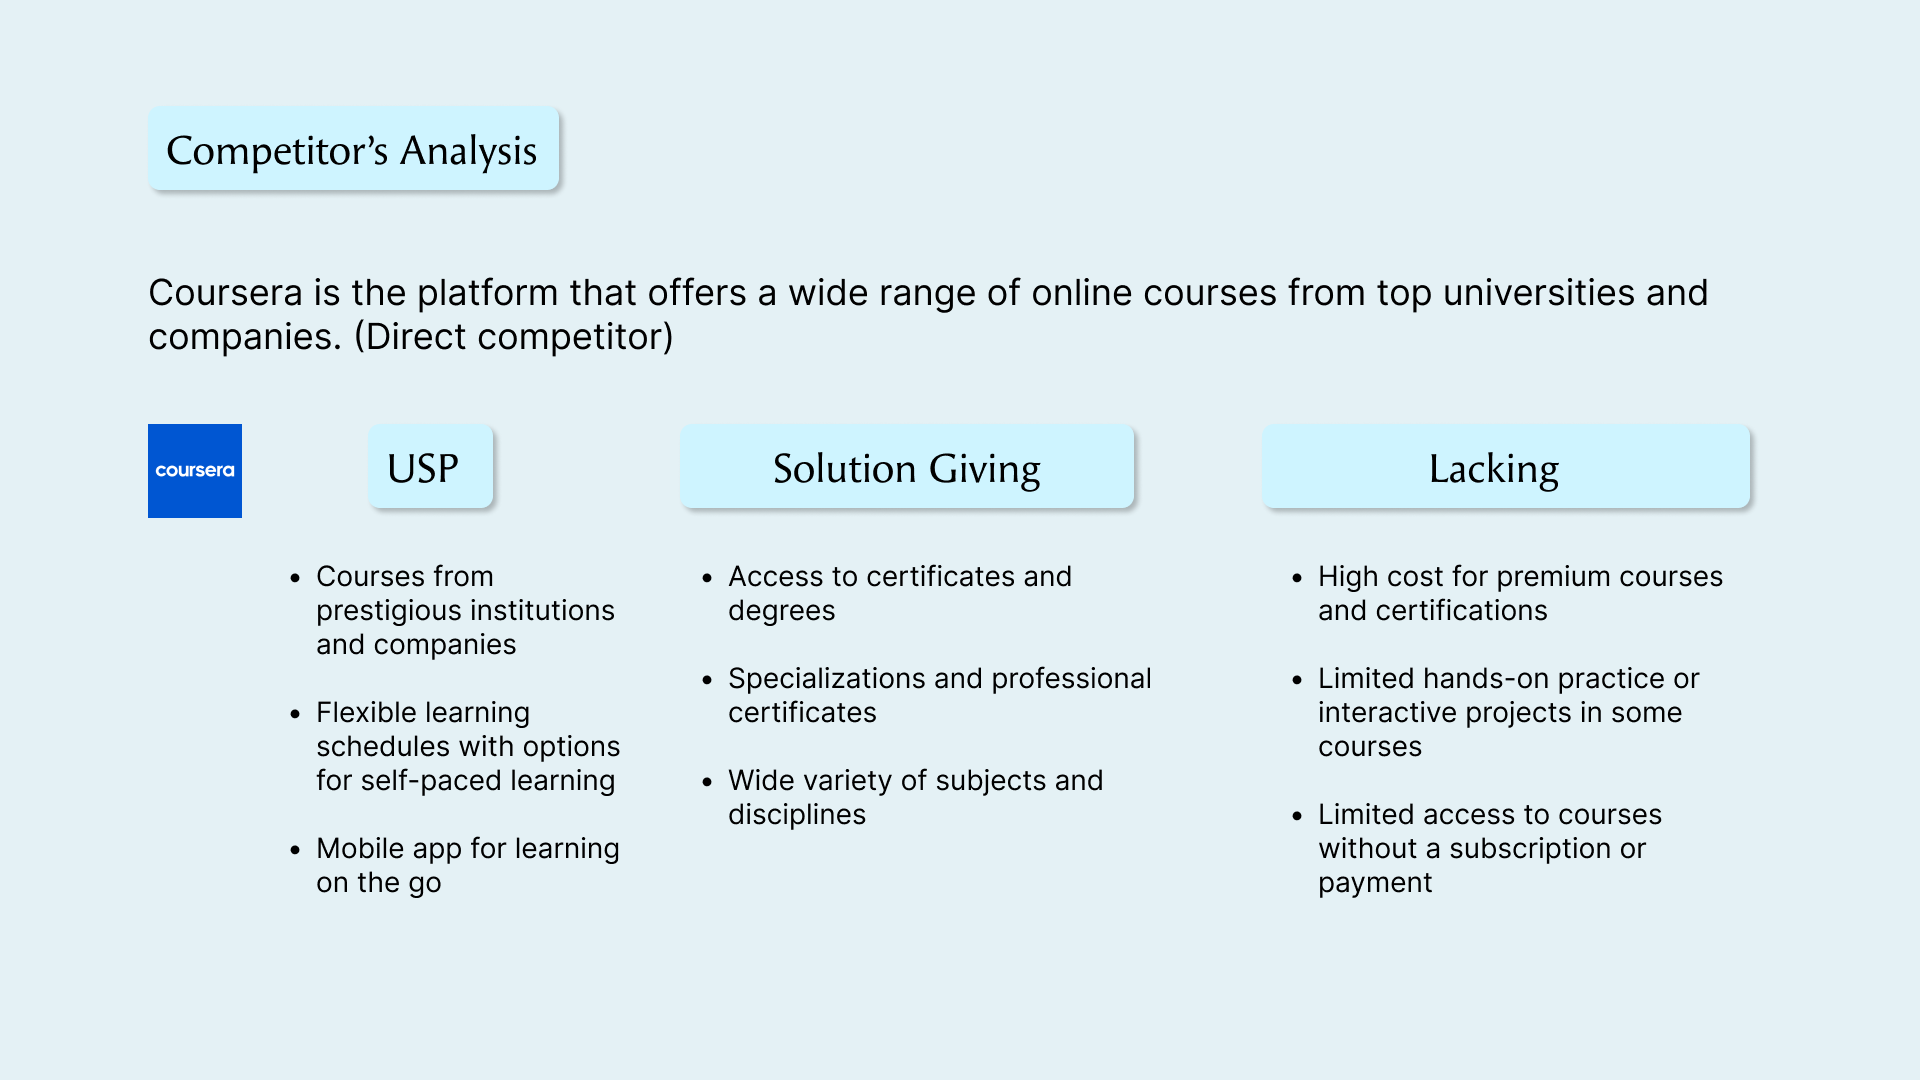 Competitor’s Analysis
Coursera is the platform that offers a wide range of online courses from top universities and
companies. (Direct competitor)
coursera
USP
• Courses from
prestigious institutions
and companies
• Flexible learning
schedules with options
for self-paced learning
• Mobile app for learning
on the go
Solution Giving
• Access to certificates and
degrees
• Specializations and professional
certificates
• Wide variety of subjects and
disciplines
Lacking
• High cost for premium courses
and certifications
• Limited hands-on practice or
interactive projects in some
courses
• Limited access to courses
without a subscription or
payment